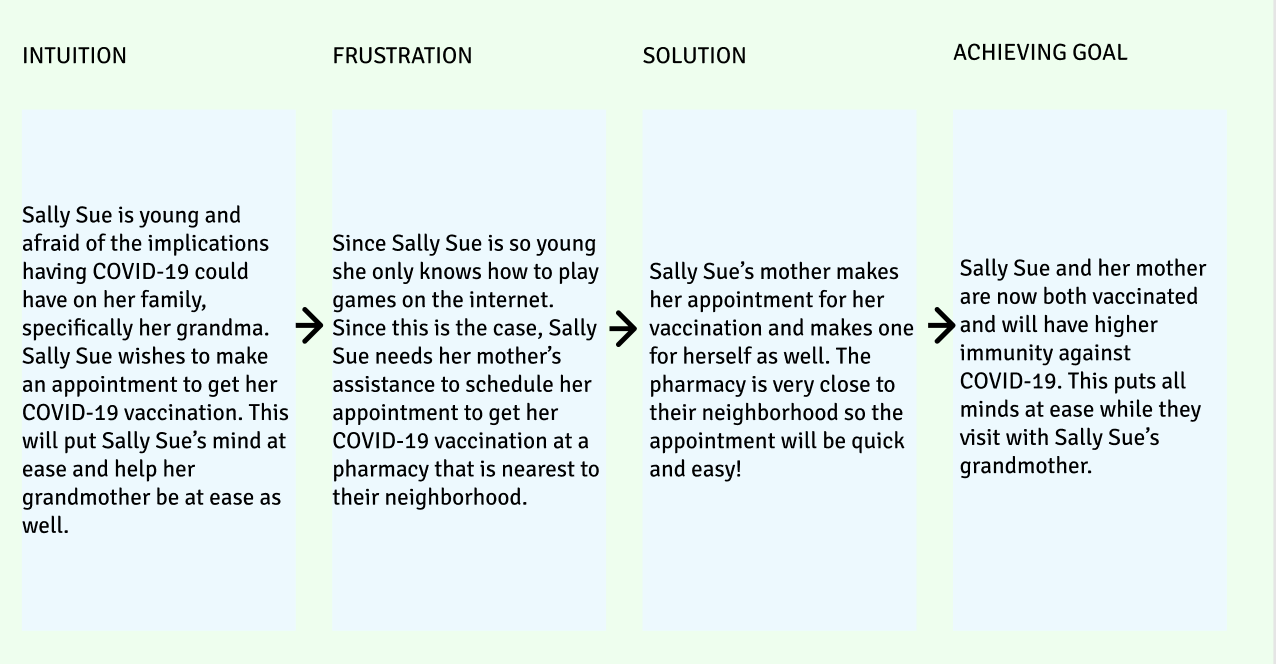 INTUITION
Sally Sue is young and
afraid of the implications
having COVID-19 could
have on her family,
specifically her grandma.
Sally Sue wishes to make
an appointment to get her
COVID-19 vaccination. This
will put Sally Sue’s mind at
ease and help her
grandmother be at ease as
well.
FRUSTRATION
Since Sally Sue is so young
she only knows how to play
games on the internet.
Since this is the case, Sally
Sue needs her mother’s
assistance to schedule her
appointment to get her
COVID-19 vaccination at a
pharmacy that is nearest to
their neighborhood.
SOLUTION
Sally Sue’s mother makes
her appointment for her
vaccination and makes one
for herself as well. The
pharmacy is very close to
their neighborhood so the
appointment will be quick
and easy!
ACHIEVING GOAL
Sally Sue and her mother
are now both vaccinated
and will have higher
immunity against
COVID-19. This puts all
minds at ease while they
visit with Sally Sue’s
grandmother.